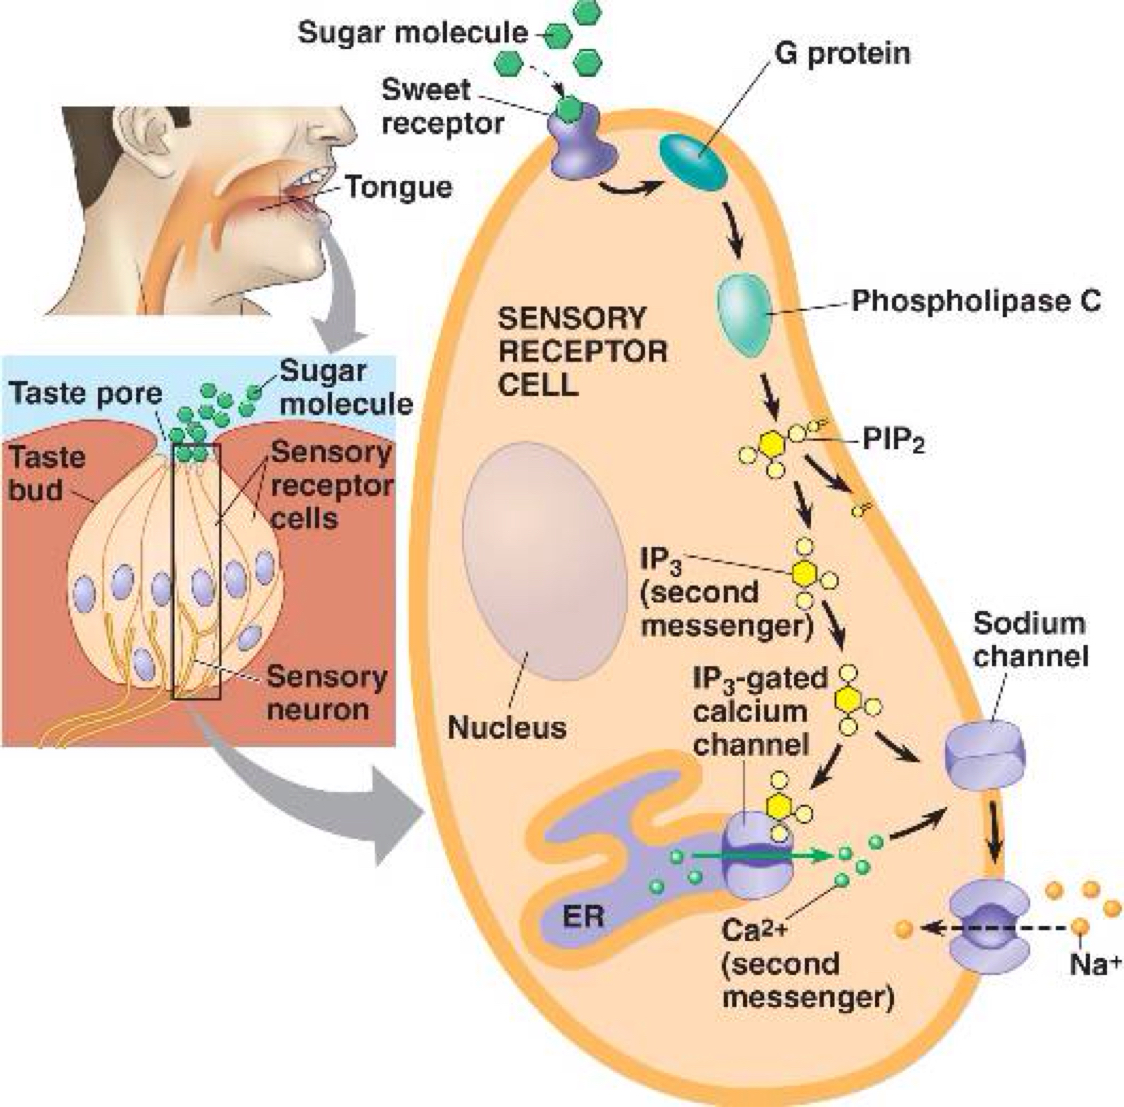 Sugar molecule
G protein
Sweet
receptor
Tongue
Phospholipase C
SENSORY
RECEPTOR
CELL
Sugar
molecule
Taste pore
Taste
bud
Sensory
receptor
cells
PIP2
IP3
(second
messenger)
Sodium
channel
Sensory
neuron
IP3-gated
calcium
channel
Nucleus
ER
Ca2+
(second
messenger)
Na+